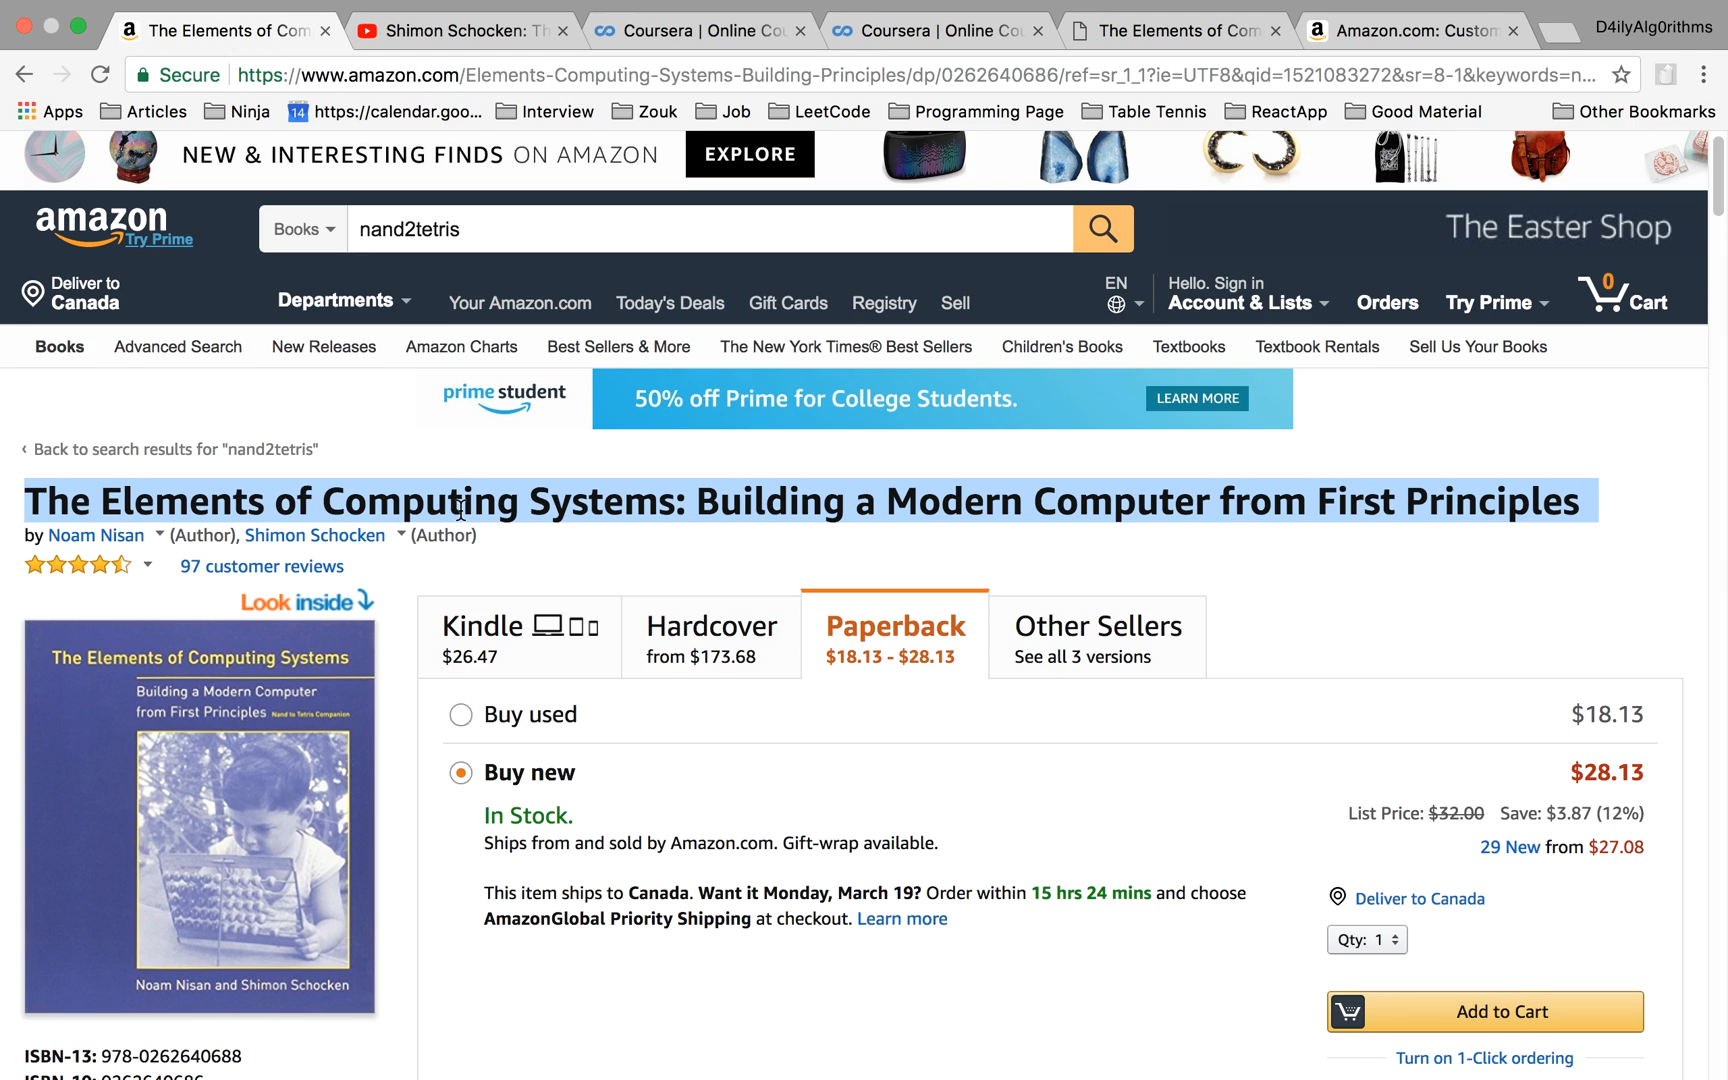 The Elements of Com
Shimon Schocken: Th
Coursera | Online Cou
Coursera | Online Cou
The Elements of Com
Amazon.com: Custom
D4ilyAlg0rithms
Secure https://www.amazon.com/Elements-Computing-Systems-Building-Principles/dp/0262640686/ref=sr_1_1?ie=UTF8&qid=1521083272&sr=8-1&keywords=n...
Apps Articles Ninja 14 https://calendar.goo... Interview Zouk Job LeetCode Programming Page Table Tennis ReactApp Good Material Other Bookmarks
NEW & INTERESTING FINDS ON AMAZON EXPLORE
amazon
Try Prime
Books nand2tetris
The Easter Shop
Deliver to
Canada
Departments Your Amazon.com Today's Deals Gift Cards Registry Sell
EN
Hello. Sign in
Account & Lists Orders Try Prime 0 Cart
Books Advanced Search New Releases Amazon Charts Best Sellers & More The New York Times® Best Sellers Children's Books Textbooks Textbook Rentals Sell Us Your Books
prime student 50% off Prime for College Students. LEARN MORE
‹ Back to search results for "nand2tetris"
The Elements of Computing Systems: Building a Modern Computer from First Principles
by Noam Nisan (Author), Shimon Schocken (Author)
97 customer reviews
Look inside
The Elements of Computing Systems
Building a Modern Computer
from First Principles Nand to Tetris Companion
Noam Nisan and Shimon Schocken
Kindle
$26.47
Hardcover
from $173.68
Paperback
$18.13 - $28.13
Other Sellers
See all 3 versions
Buy used $18.13
Buy new $28.13
In Stock.
List Price: $32.00 Save: $3.87 (12%)
Ships from and sold by Amazon.com. Gift-wrap available.
29 New from $27.08
This item ships to Canada. Want it Monday, March 19? Order within 15 hrs 24 mins and choose
AmazonGlobal Priority Shipping at checkout. Learn more
Deliver to Canada
Qty: 1
Add to Cart
Turn on 1-Click ordering
ISBN-13: 978-0262640688
ISBN-10: 0262640686